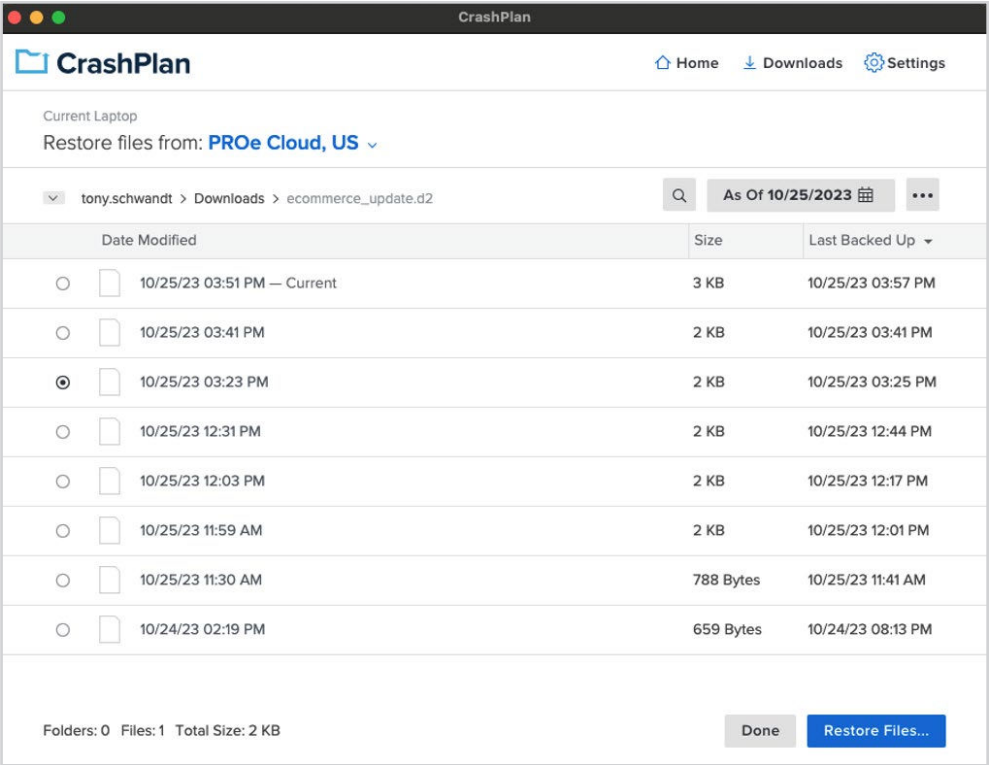 CrashPlan
CrashPlan
Home Downloads Settings
Current Laptop
Restore files from: PROe Cloud, US
tony.schwandt > Downloads > ecommerce_update.d2
As Of 10/25/2023
Date Modified Size Last Backed Up
10/25/23 03:51 PM — Current 3 KB 10/25/23 03:57 PM
10/25/23 03:41 PM 2 KB 10/25/23 03:41 PM
10/25/23 03:23 PM 2 KB 10/25/23 03:25 PM
10/25/23 12:31 PM 2 KB 10/25/23 12:44 PM
10/25/23 12:03 PM 2 KB 10/25/23 12:17 PM
10/25/23 11:59 AM 2 KB 10/25/23 12:01 PM
10/25/23 11:30 AM 788 Bytes 10/25/23 11:41 AM
10/24/23 02:19 PM 659 Bytes 10/24/23 08:13 PM
Folders: 0 Files: 1 Total Size: 2 KB Done Restore Files...